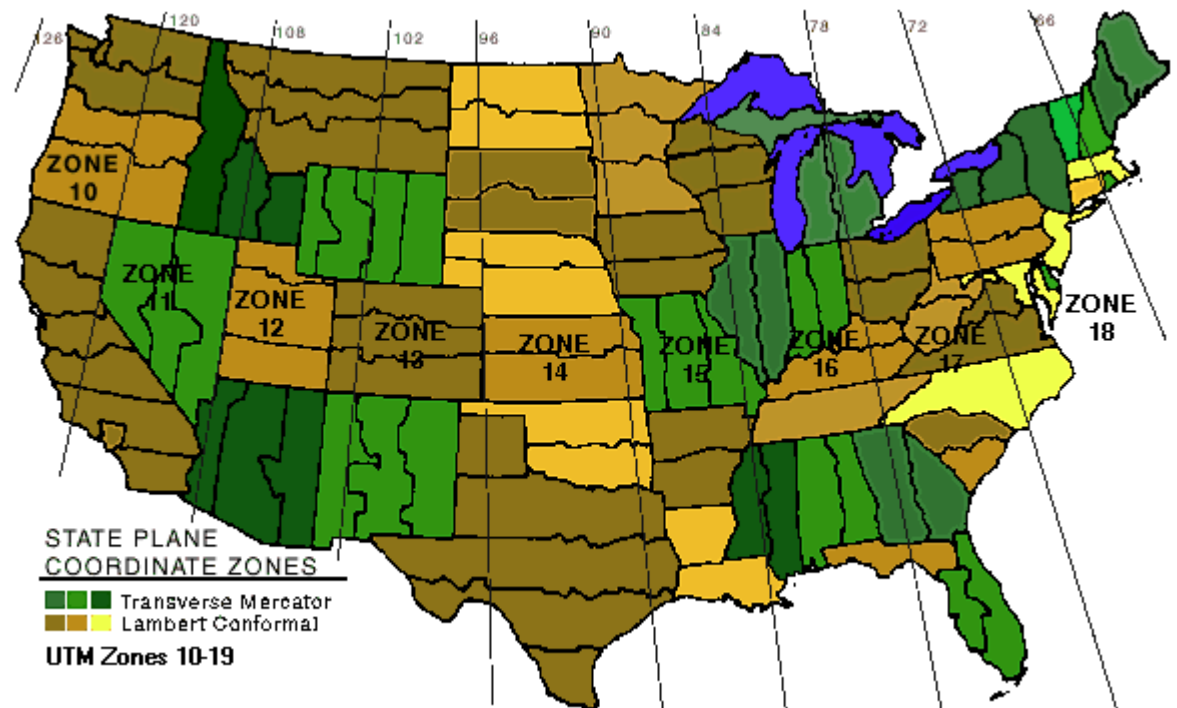 126
120
108
102
96
90
84
78
72
66
ZONE
10
ZONE
11
ZONE
12
ZONE
13
ZONE
14
ZONE
15
ZONE
16
ZONE
17
ZONE
18
STATE PLANE
COORDINATE ZONES
Transverse Mercator
Lambert Conformal
UTM Zones 10-19